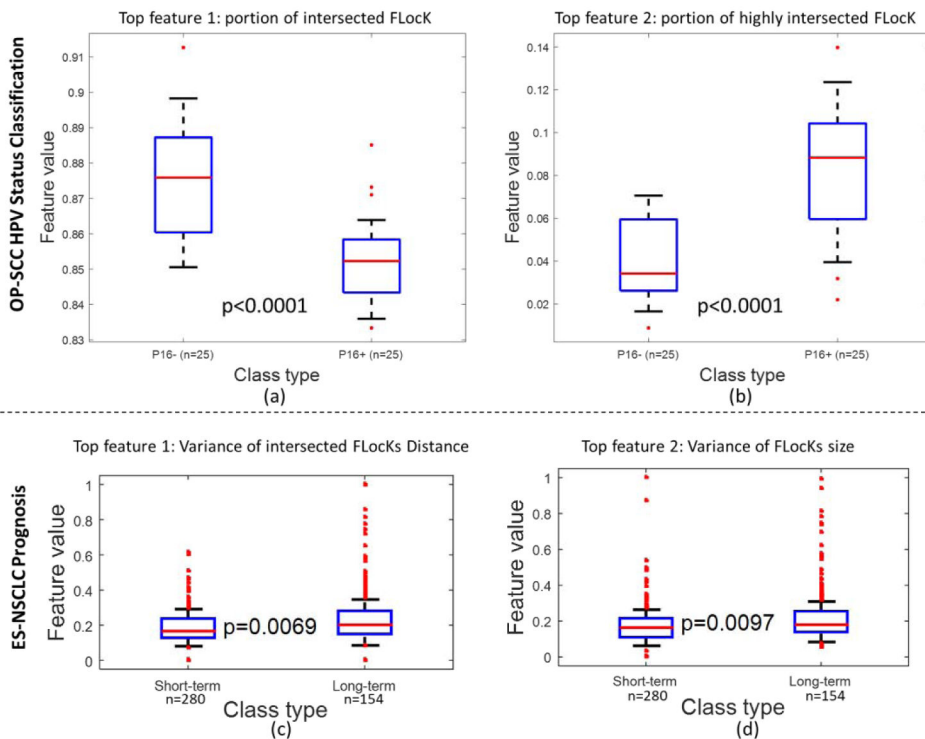 OP-SCC HPV Status Classification
Top feature 1: portion of intersected FLocK
Feature value
0.91
0.9
0.89
0.88
0.87
0.86
0.85
0.84
0.83
p<0.0001
P16- (n=25)
P16+ (n=25)
Class type
(a)
Top feature 2: portion of highly intersected FLocK
Feature value
0.14
0.12
0.1
0.08
0.06
0.04
0.02
p<0.0001
P16- (n=25)
P16+ (n=25)
Class type
(b)
ES-NSCLC Prognosis
Top feature 1: Variance of intersected FLocKs Distance
Feature value
1
0.8
0.6
0.4
0.2
0
p=0.0069
Short-term
n=280
Long-term
n=154
Class type
(c)
Top feature 2: Variance of FLocKs size
Feature value
1
0.8
0.6
0.4
0.2
0
p=0.0097
Short-term
n=280
Long-term
n=154
Class type
(d)